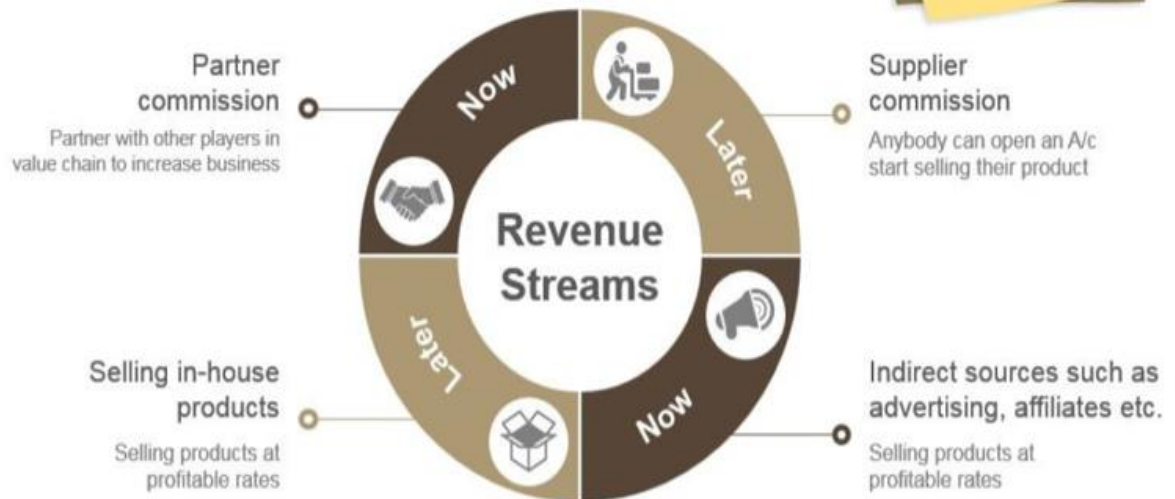 Partner
commission
Partner with other players in
value chain to increase business
Now
Supplier
commission
Anybody can open an A/c
start selling their product
Later
Revenue
Streams
Selling in-house
products
Selling products at
profitable rates
Later
Indirect sources such as
advertising, affiliates etc.
Selling products at
profitable rates
Now